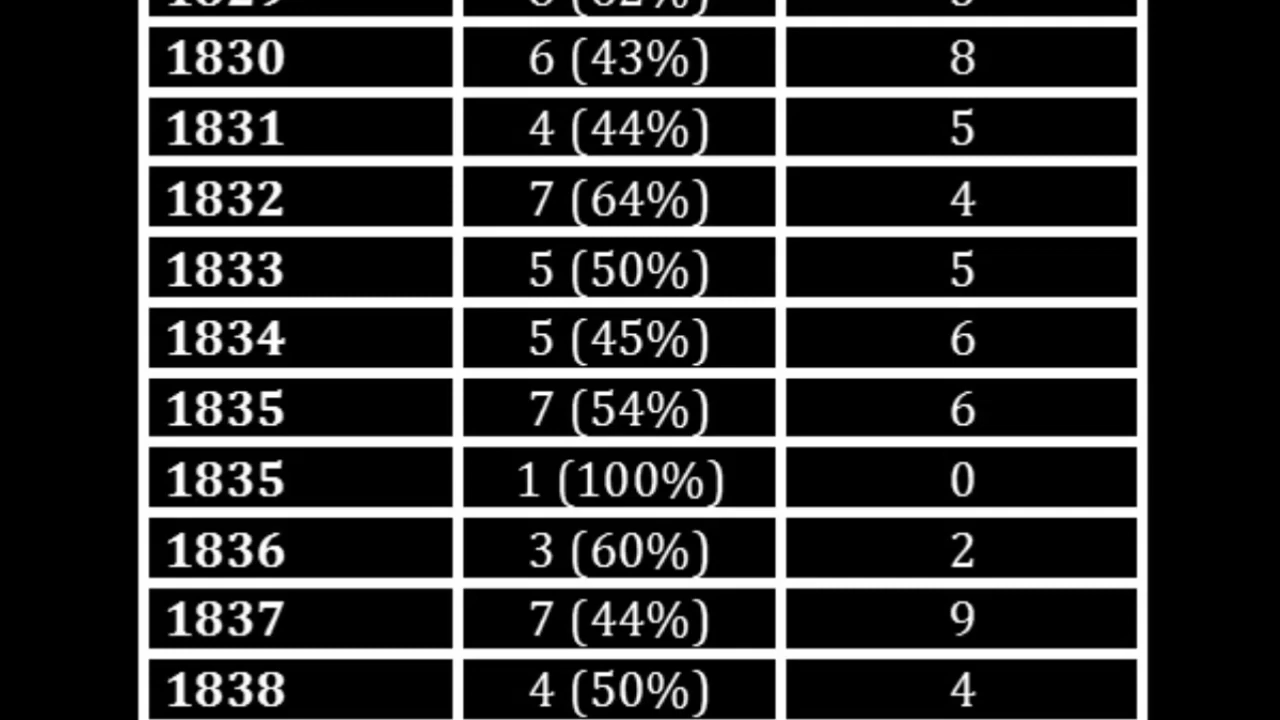 1830 6 (43%) 8
1831 4 (44%) 5
1832 7 (64%) 4
1833 5 (50%) 5
1834 5 (45%) 6
1835 7 (54%) 6
1835 1 (100%) 0
1836 3 (60%) 2
1837 7 (44%) 9
1838 4 (50%) 4